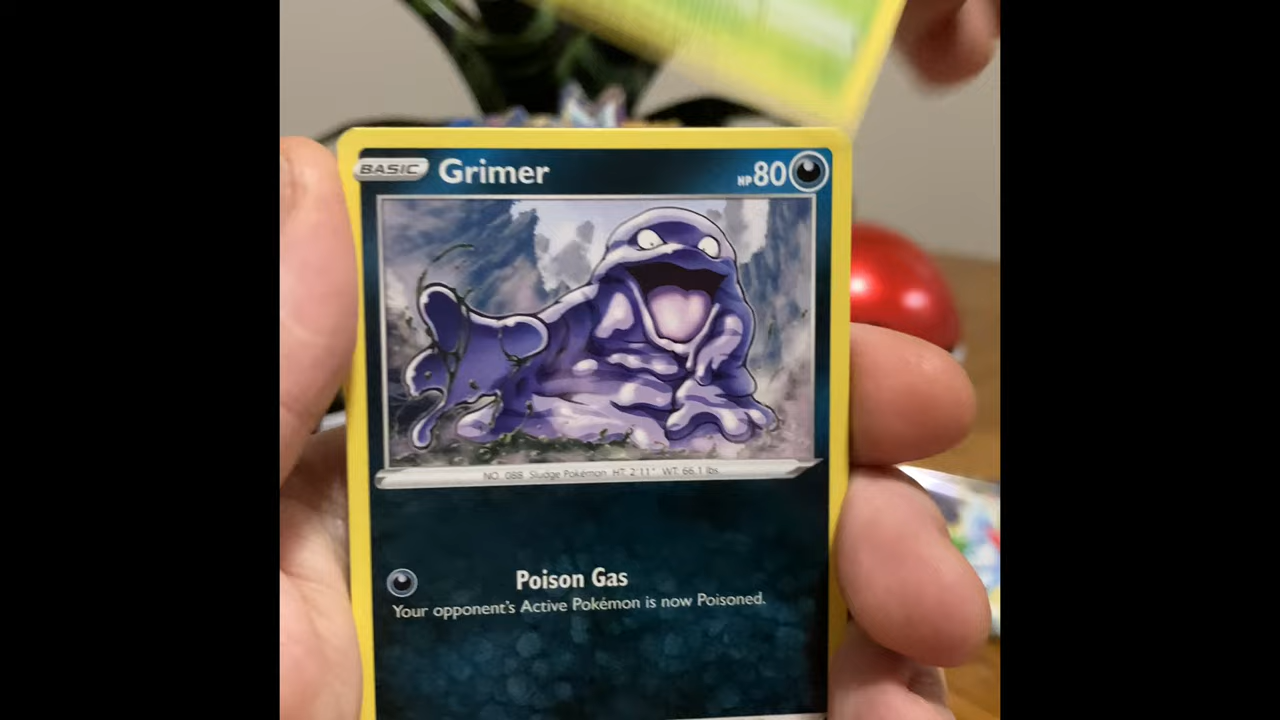 BASIC Grimer HP 80
NO. 088 Sludge Pokémon HT: 2'11" WT: 66.1 lbs.
Poison Gas
Your opponent's Active Pokémon is now Poisoned.